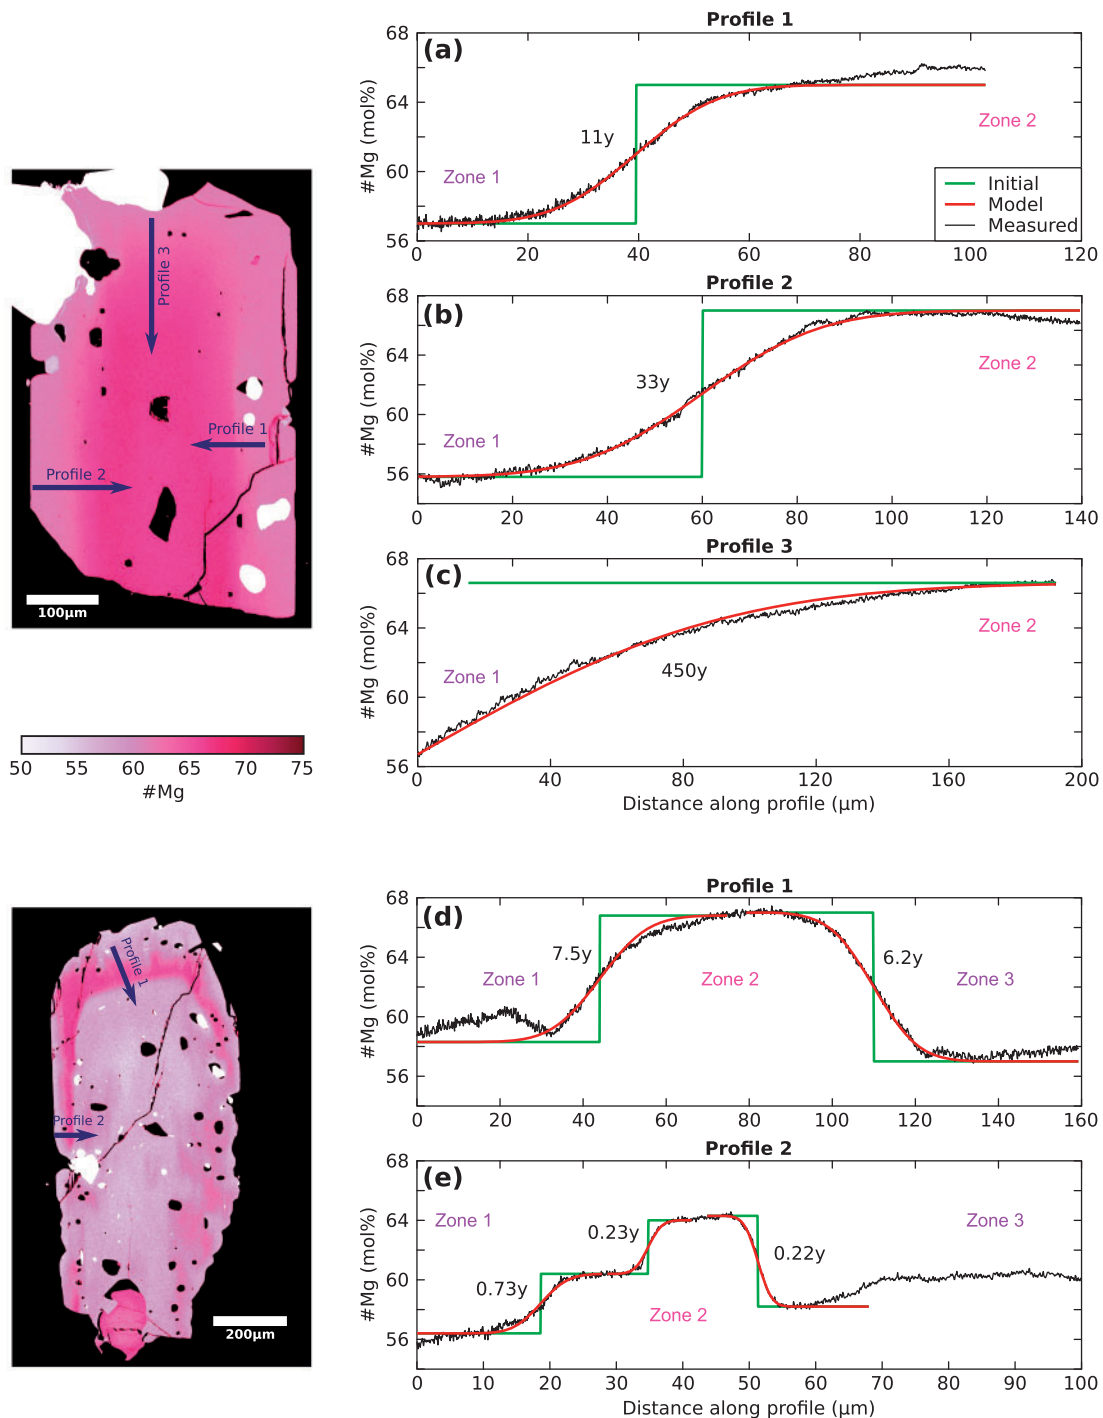 Profile 1
(a)
#Mg (mol%)
68
64
60
56
11y
Zone 1
Zone 2
Initial
Model
Measured
0 20 40 60 80 100 120
Profile 3
Profile 1
Profile 2
100µm
Profile 2
(b)
#Mg (mol%)
68
64
60
56
33y
Zone 1
Zone 2
0 20 40 60 80 100 120 140
Profile 3
(c)
#Mg (mol%)
68
64
60
56
Zone 1
Zone 2
450y
0 40 80 120 160 200
Distance along profile (µm)
50 55 60 65 70 75
#Mg
Profile 1
(d)
#Mg (mol%)
68
64
60
56
7.5y
6.2y
Zone 1
Zone 2
Zone 3
0 20 40 60 80 100 120 140 160
Profile 1
Profile 2
200µm
Profile 2
(e)
#Mg (mol%)
68
64
60
56
Zone 1
Zone 3
0.23y
0.22y
0.73y
Zone 2
0 10 20 30 40 50 60 70 80 90 100
Distance along profile (µm)